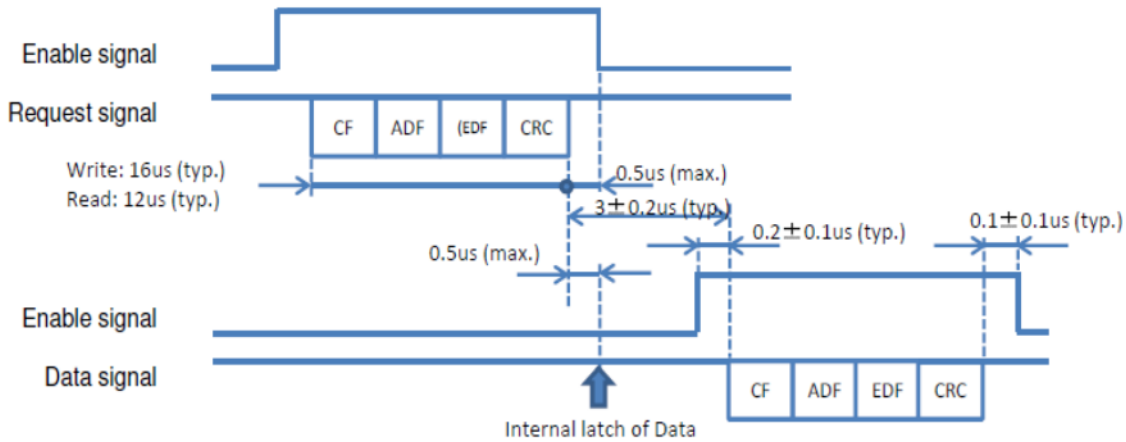 Enable signal
Request signal
CF ADF (EDF CRC
Write: 16us (typ.)
Read: 12us (typ.)
0.5us (max.)
3±0.2us (typ.)
0.2±0.1us (typ.)
0.1±0.1us (typ.)
0.5us (max.)
Enable signal
Data signal
CF ADF EDF CRC
Internal latch of Data